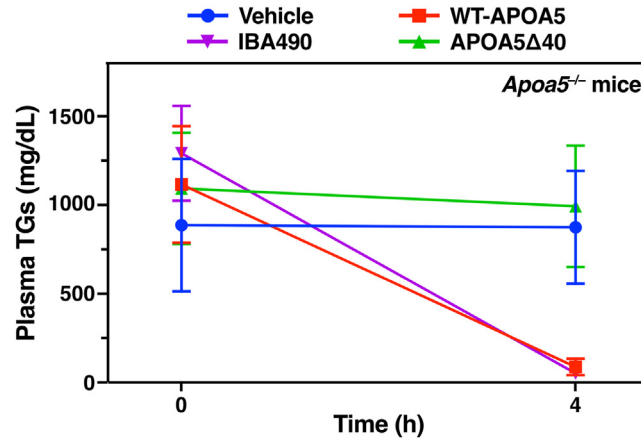 Vehicle
WT-APOA5
IBA490
APOA5Δ40
Apoa5–/– mice
Plasma TGs (mg/dL)
1500
1000
500
0
0
4
Time (h)